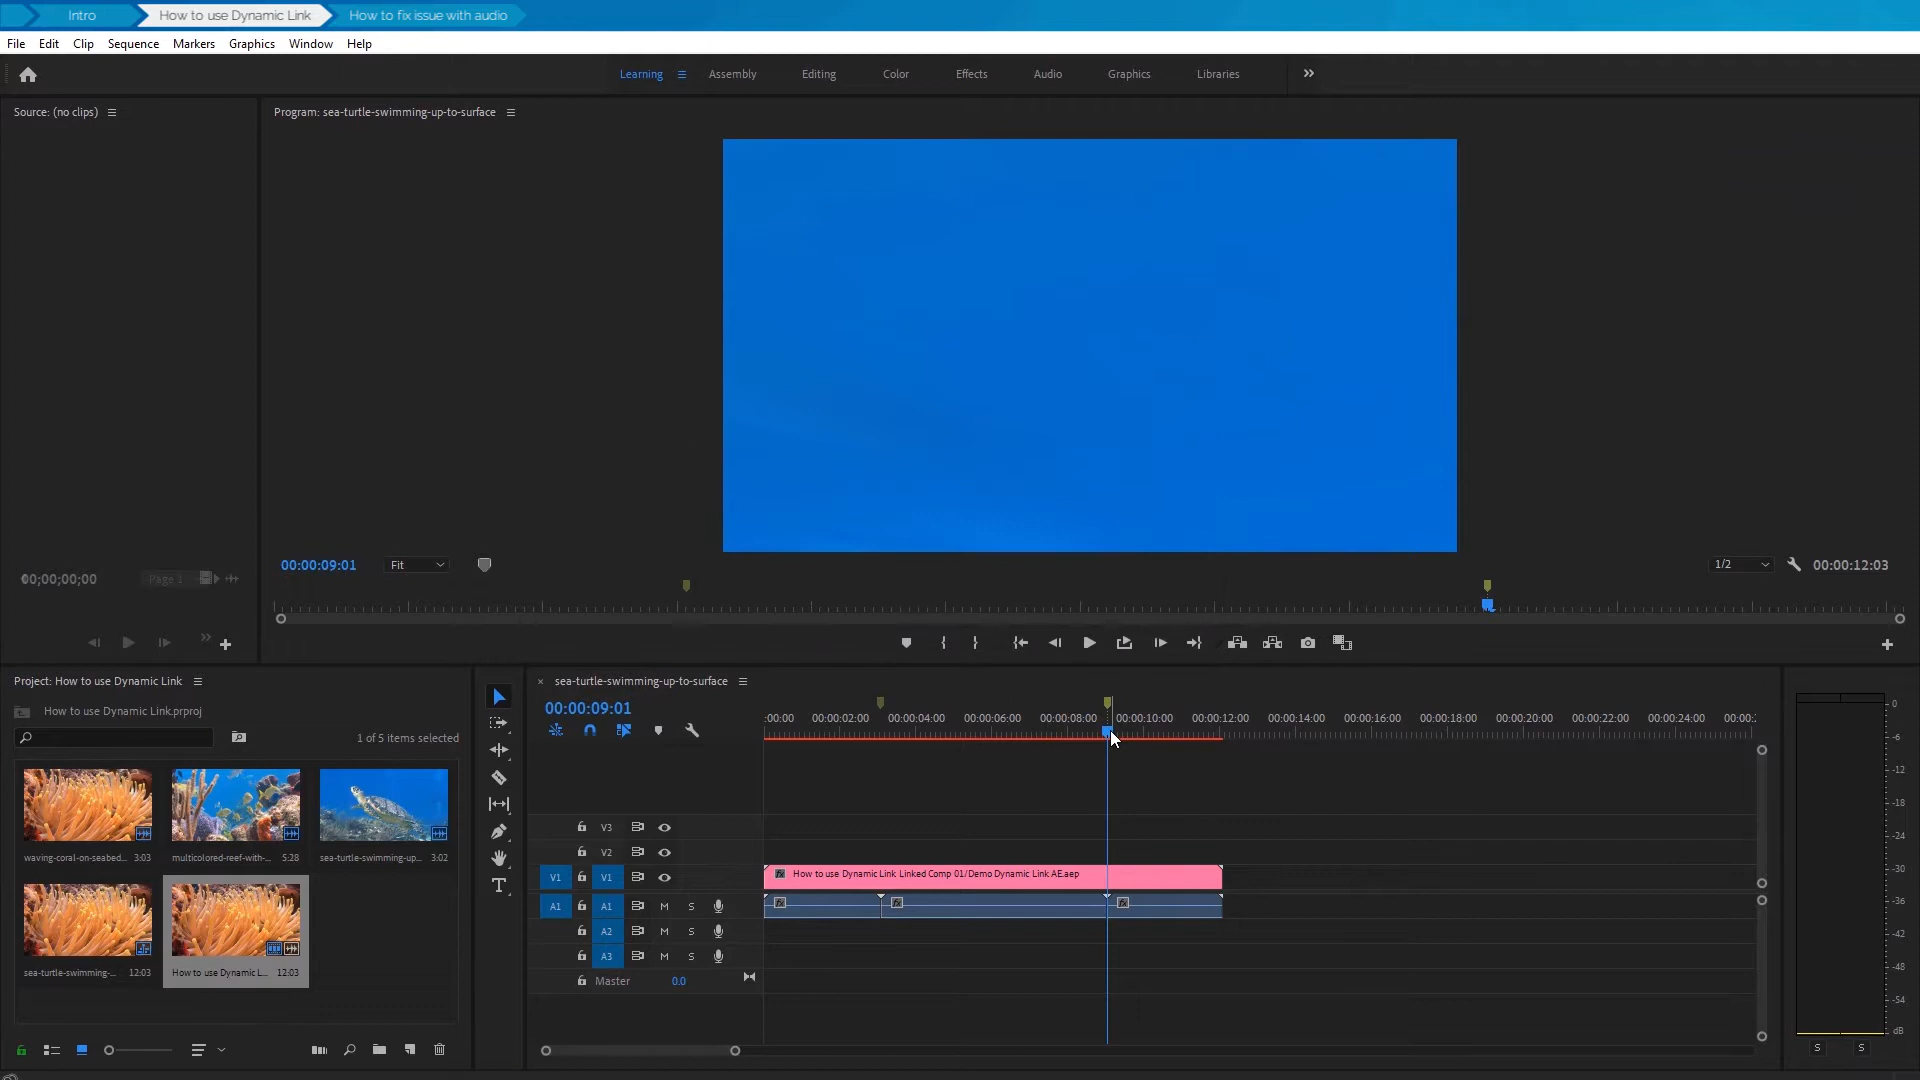 Intro
How to use Dynamic Link
How to fix issue with audio
File Edit Clip Sequence Markers Graphics Window Help
Learning Assembly Editing Color Effects Audio Graphics Libraries
Source: (no clips)
Program: sea-turtle-swimming-up-to-surface
00;00;00;00
Page 1
00:00:09:01
Fit
1/2
00:00:12:03
Project: How to use Dynamic Link
How to use Dynamic Link.prproj
1 of 5 items selected
waving-coral-on-seabed... 3:03
multicolored-reef-with-... 5:28
sea-turtle-swimming-up... 3:02
sea-turtle-swimming-... 12:03
How to use Dynamic L... 12:03
sea-turtle-swimming-up-to-surface
00:00:09:01
:00:00 00:00:02:00 00:00:04:00 00:00:06:00 00:00:08:00 00:00:10:00 00:00:12:00 00:00:14:00 00:00:16:00 00:00:18:00 00:00:20:00 00:00:22:00 00:00:24:00 00:00:
V3
V2
V1 V1
fx How to use Dynamic Link Linked Comp 01/Demo Dynamic Link AE.aep
A1 A1 M S
fx fx fx
A2 M S
A3 M S
Master 0.0
0
-6
-12
-18
-24
-30
-36
-42
-48
-54
dB
S S